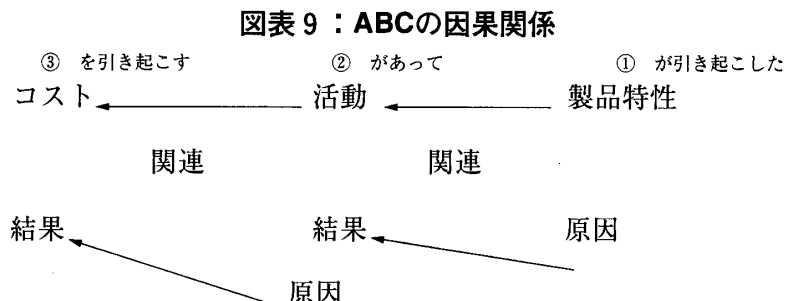 図表9：ABCの因果関係
③ を引き起こす ② があって ① が引き起こした
コスト 活動 製品特性
関連 関連
結果 結果 原因
原因